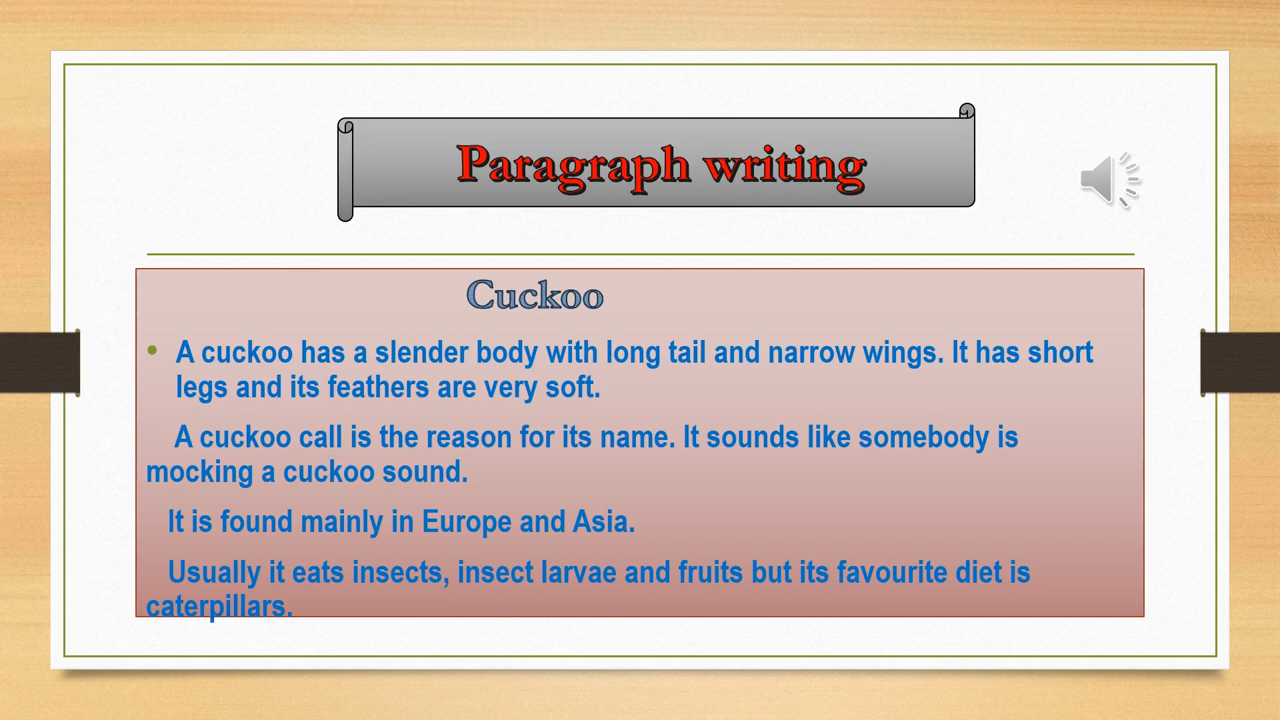 Paragraph writing
Cuckoo
• A cuckoo has a slender body with long tail and narrow wings. It has short
legs and its feathers are very soft.
A cuckoo call is the reason for its name. It sounds like somebody is
mocking a cuckoo sound.
It is found mainly in Europe and Asia.
Usually it eats insects, insect larvae and fruits but its favourite diet is
caterpillars.